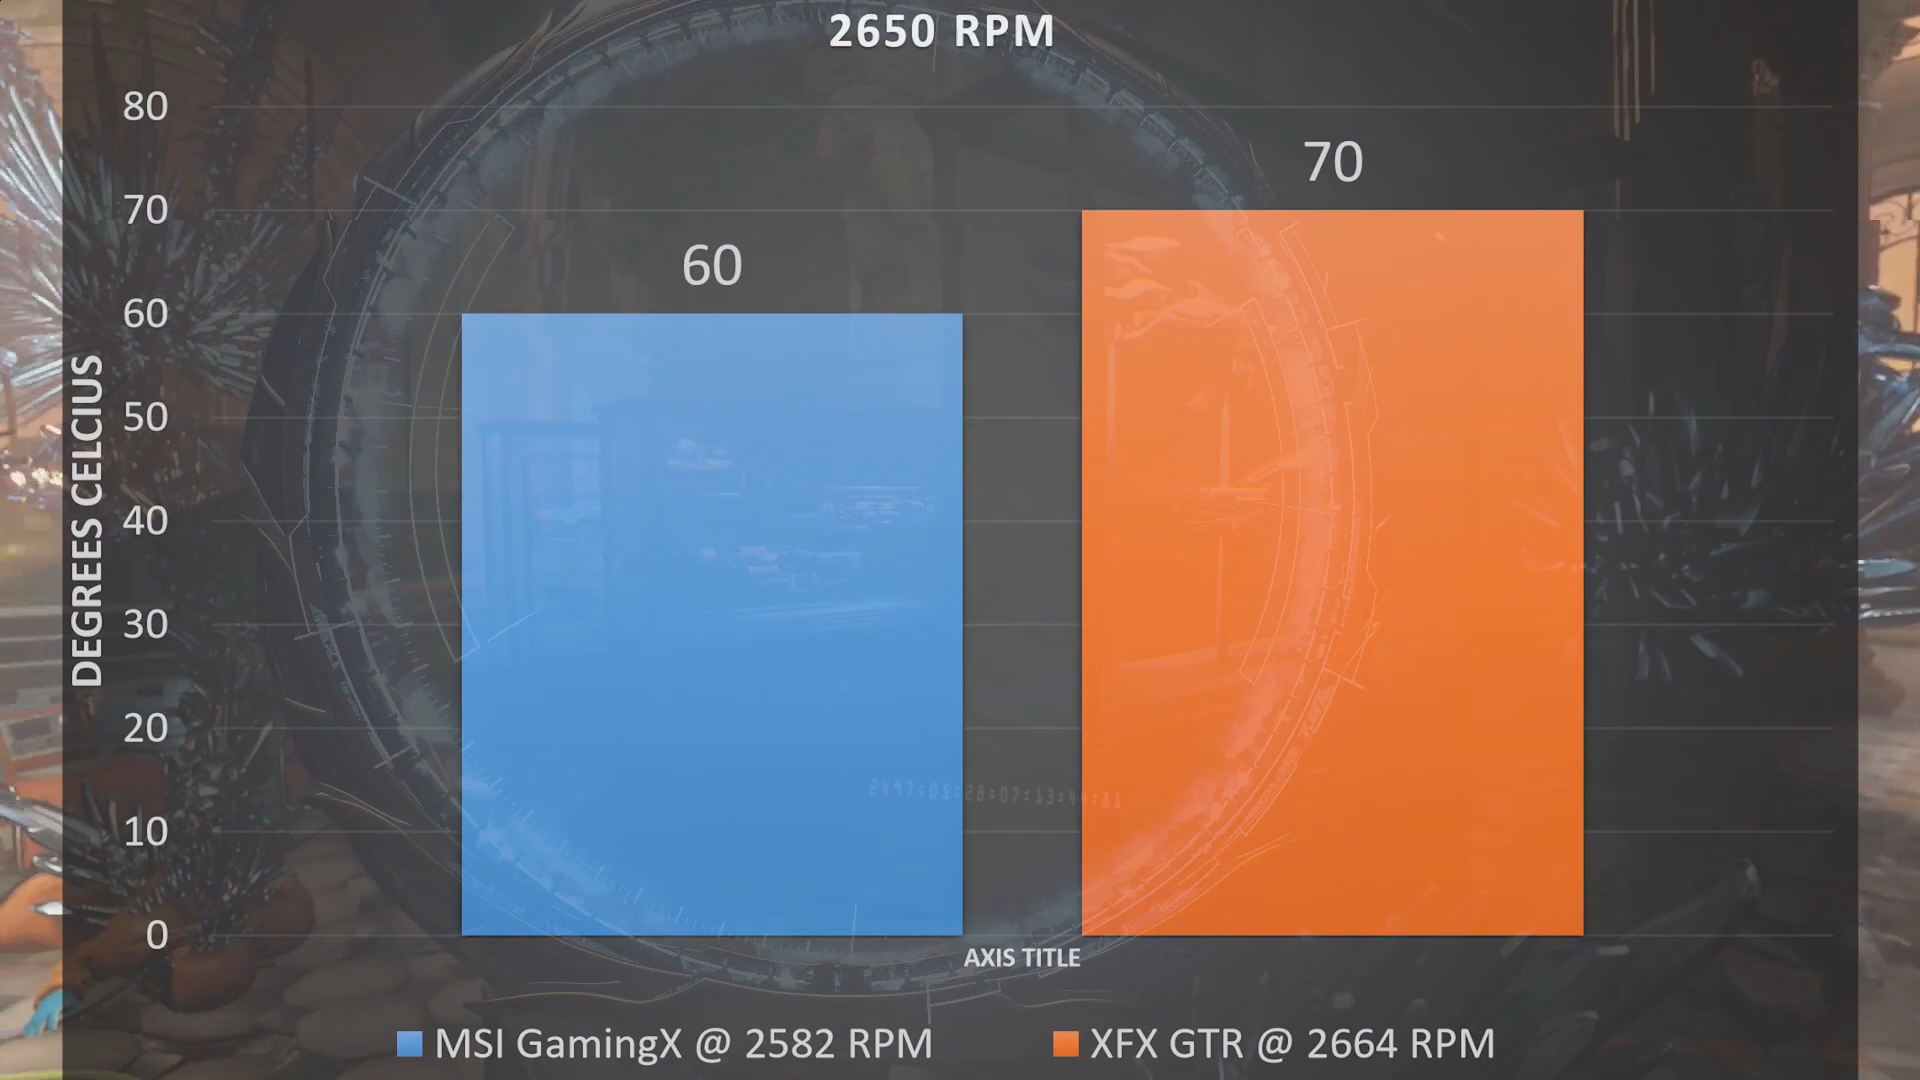 2650 RPM
80
70
60
50
40
30
20
10
0
DEGREES CELCIUS
60
70
AXIS TITLE
MSI GamingX @ 2582 RPM
XFX GTR @ 2664 RPM